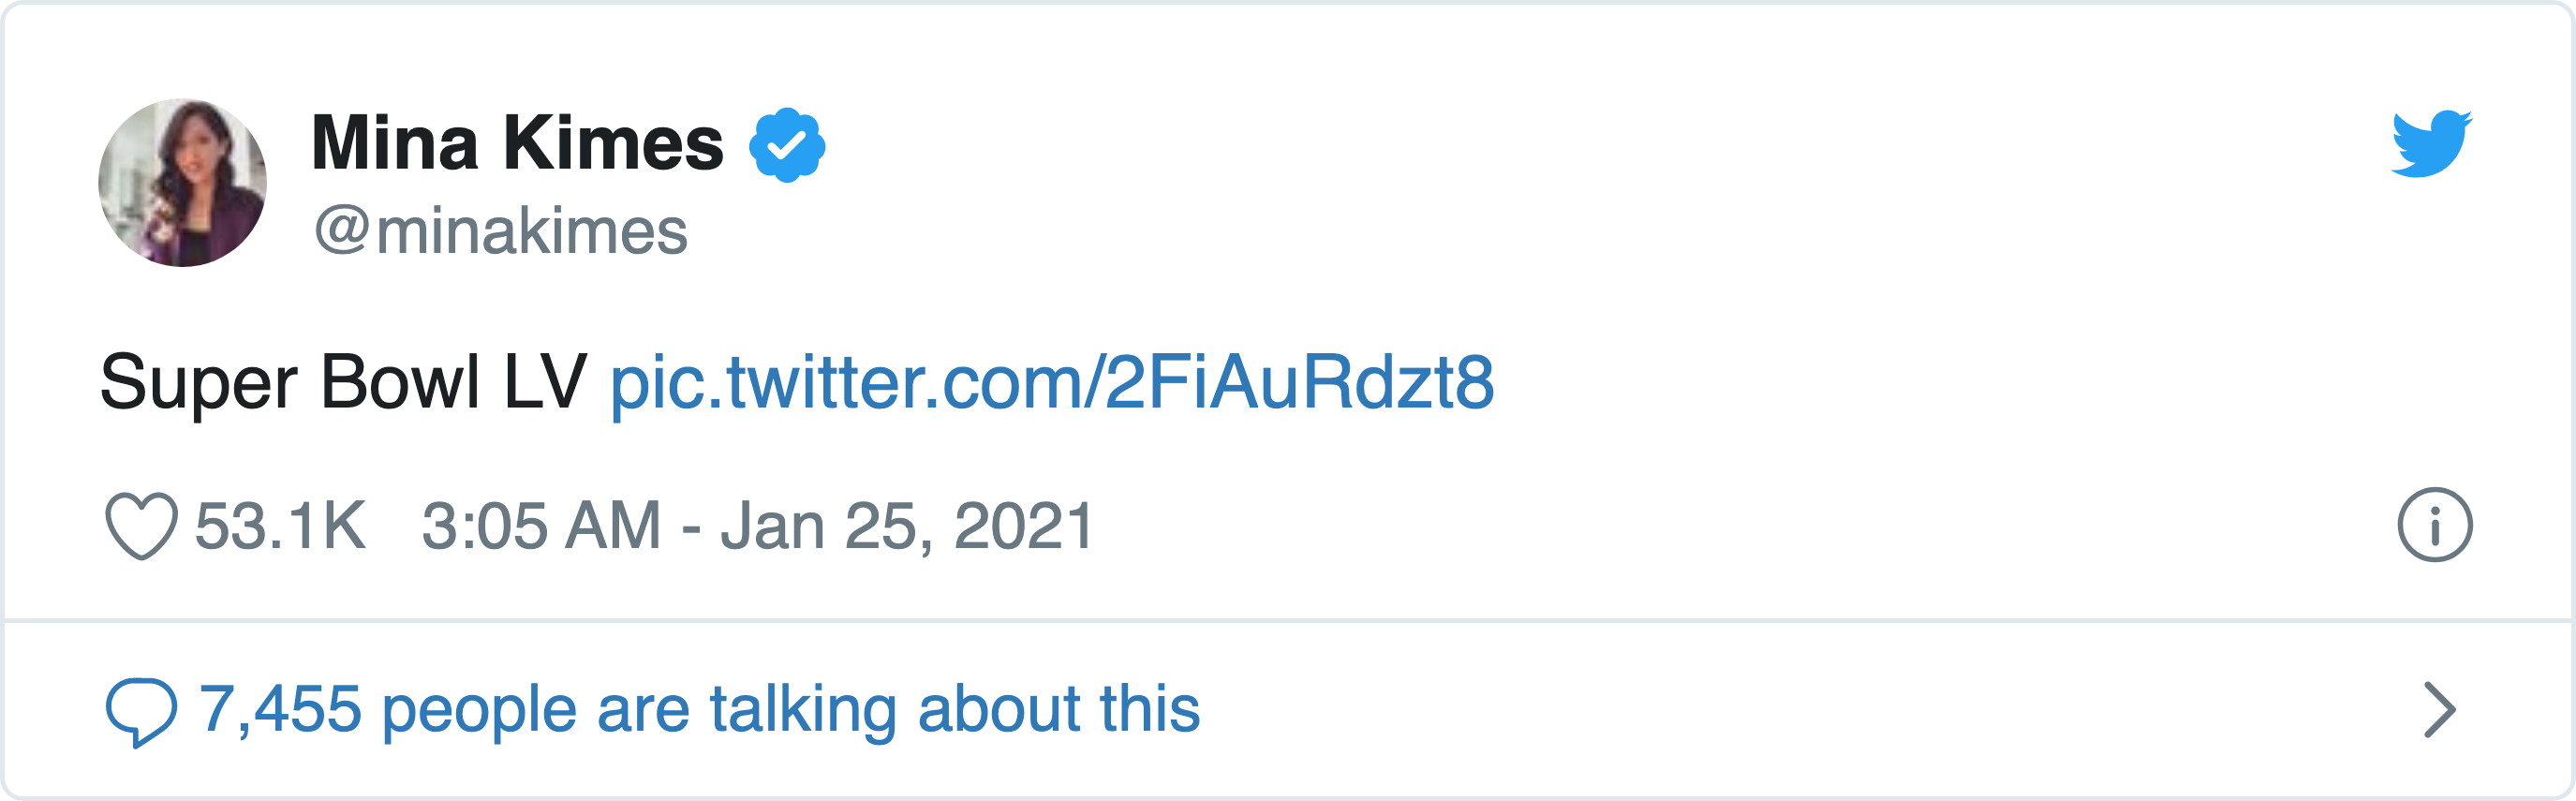 Mina Kimes
@minakimes
Super Bowl LV pic.twitter.com/2FiAuRdzt8
53.1K 3:05 AM - Jan 25, 2021
7,455 people are talking about this